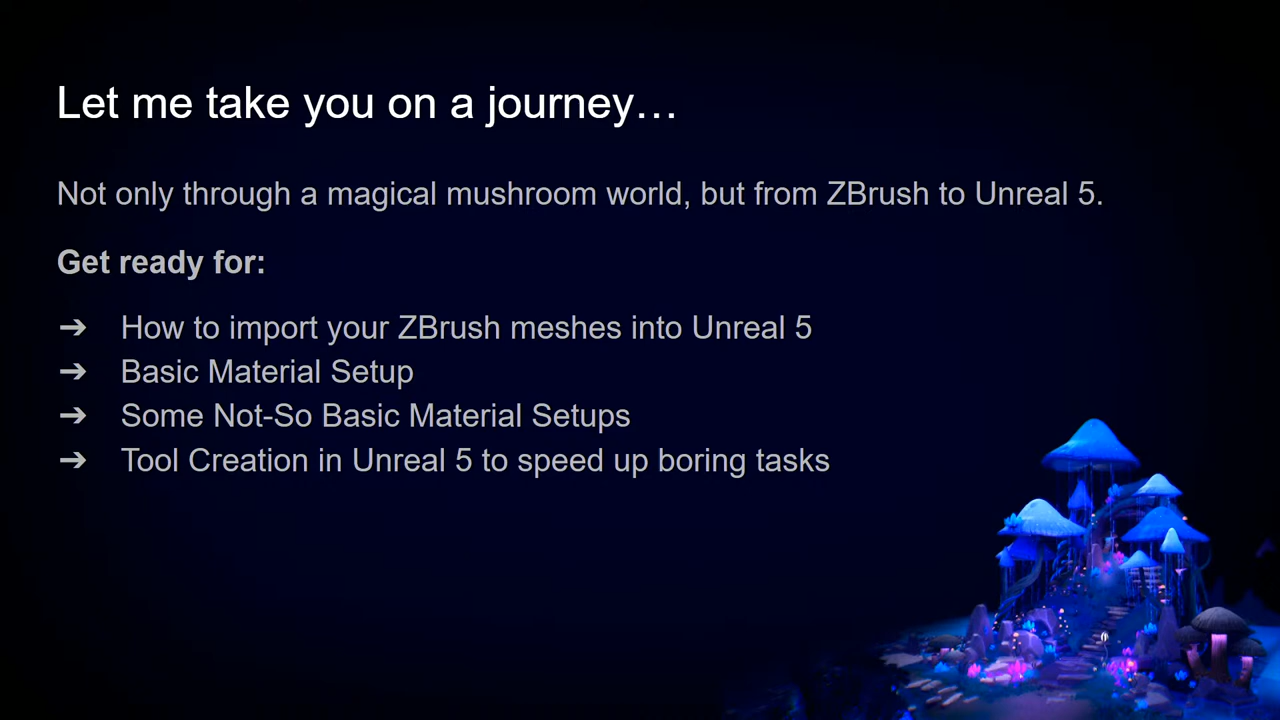 Let me take you on a journey…
Not only through a magical mushroom world, but from ZBrush to Unreal 5.
Get ready for:
➔ How to import your ZBrush meshes into Unreal 5
➔ Basic Material Setup
➔ Some Not-So Basic Material Setups
➔ Tool Creation in Unreal 5 to speed up boring tasks